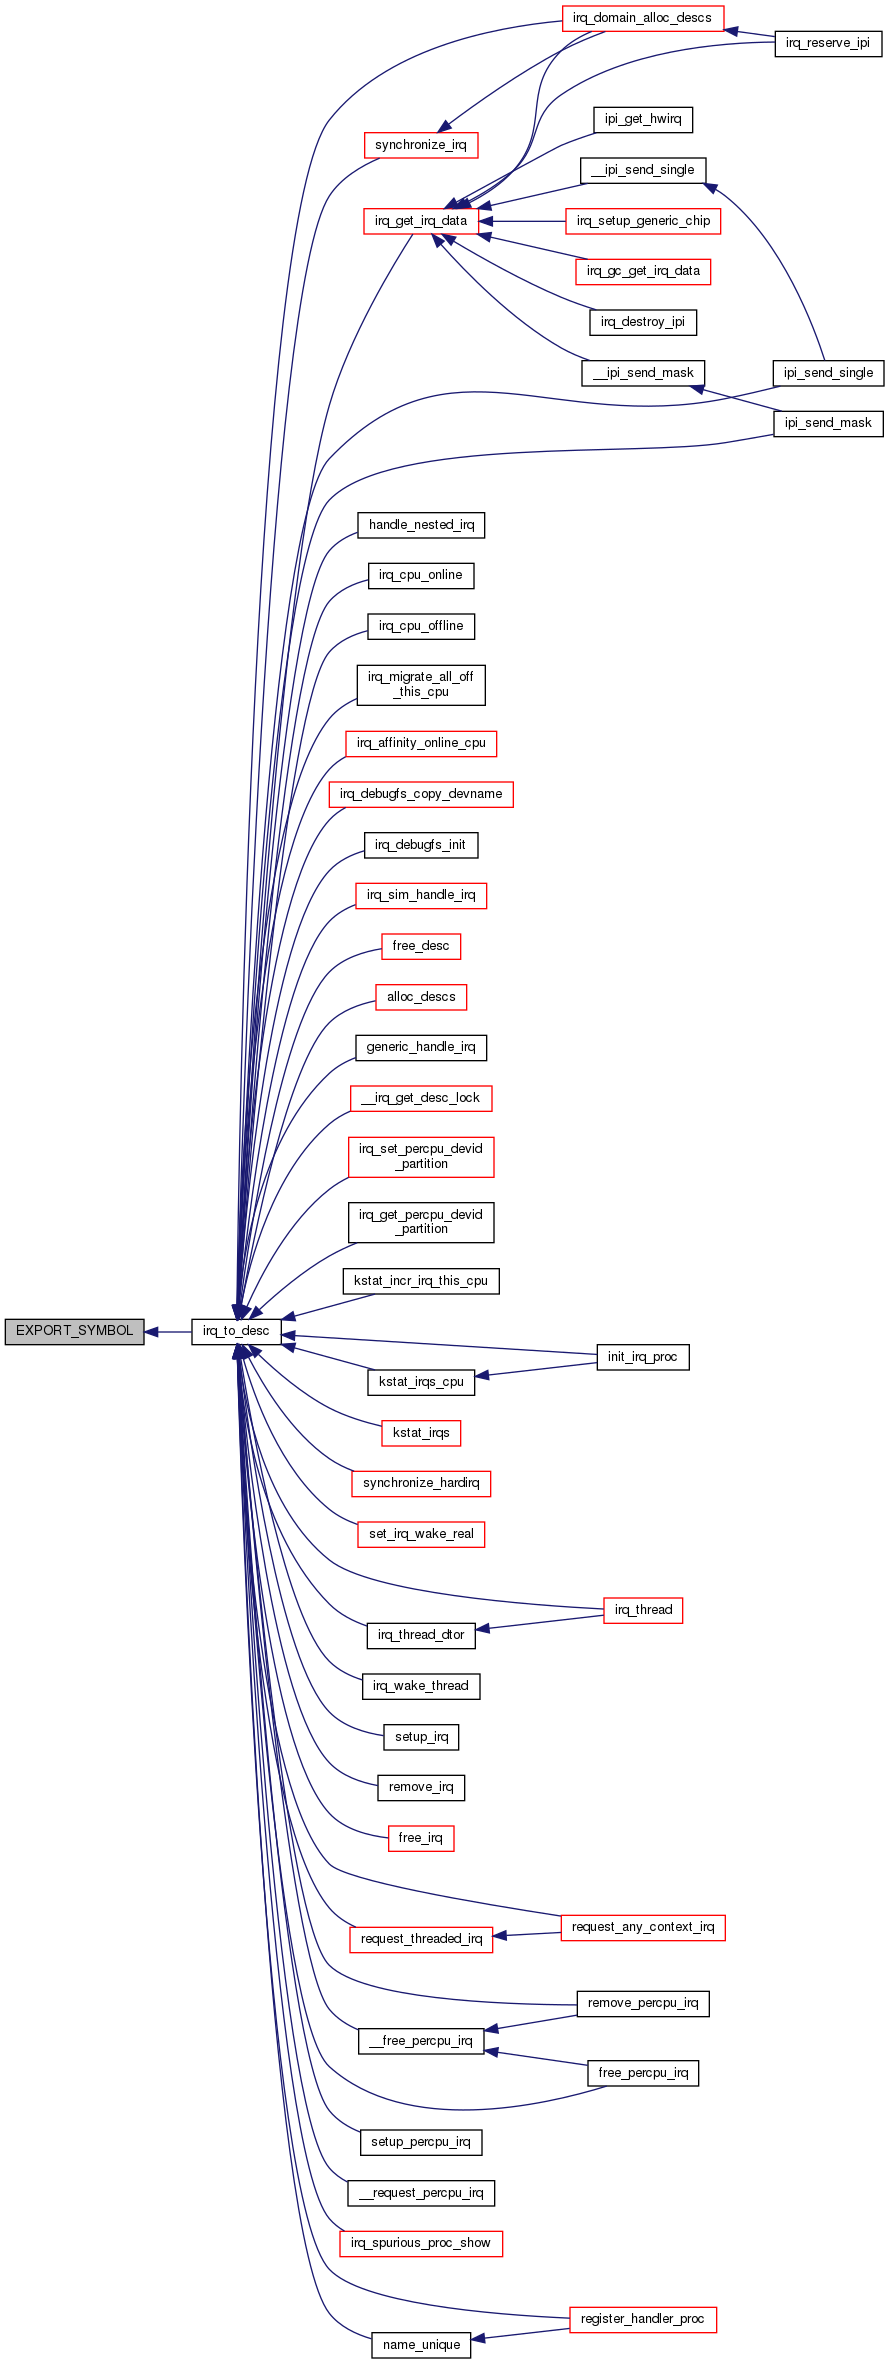 irq_domain_alloc_descs
irq_reserve_ipi
ipi_get_hwirq
synchronize_irq
__ipi_send_single
irq_get_irq_data
irq_setup_generic_chip
irq_gc_get_irq_data
irq_destroy_ipi
__ipi_send_mask
ipi_send_single
ipi_send_mask
handle_nested_irq
irq_cpu_online
irq_cpu_offline
irq_migrate_all_off
_this_cpu
irq_affinity_online_cpu
irq_debugfs_copy_devname
irq_debugfs_init
irq_sim_handle_irq
free_desc
alloc_descs
generic_handle_irq
__irq_get_desc_lock
irq_set_percpu_devid
_partition
irq_get_percpu_devid
_partition
kstat_incr_irq_this_cpu
EXPORT_SYMBOL
irq_to_desc
init_irq_proc
kstat_irqs_cpu
kstat_irqs
synchronize_hardirq
set_irq_wake_real
irq_thread
irq_thread_dtor
irq_wake_thread
setup_irq
remove_irq
free_irq
request_any_context_irq
request_threaded_irq
remove_percpu_irq
__free_percpu_irq
free_percpu_irq
setup_percpu_irq
__request_percpu_irq
irq_spurious_proc_show
register_handler_proc
name_unique